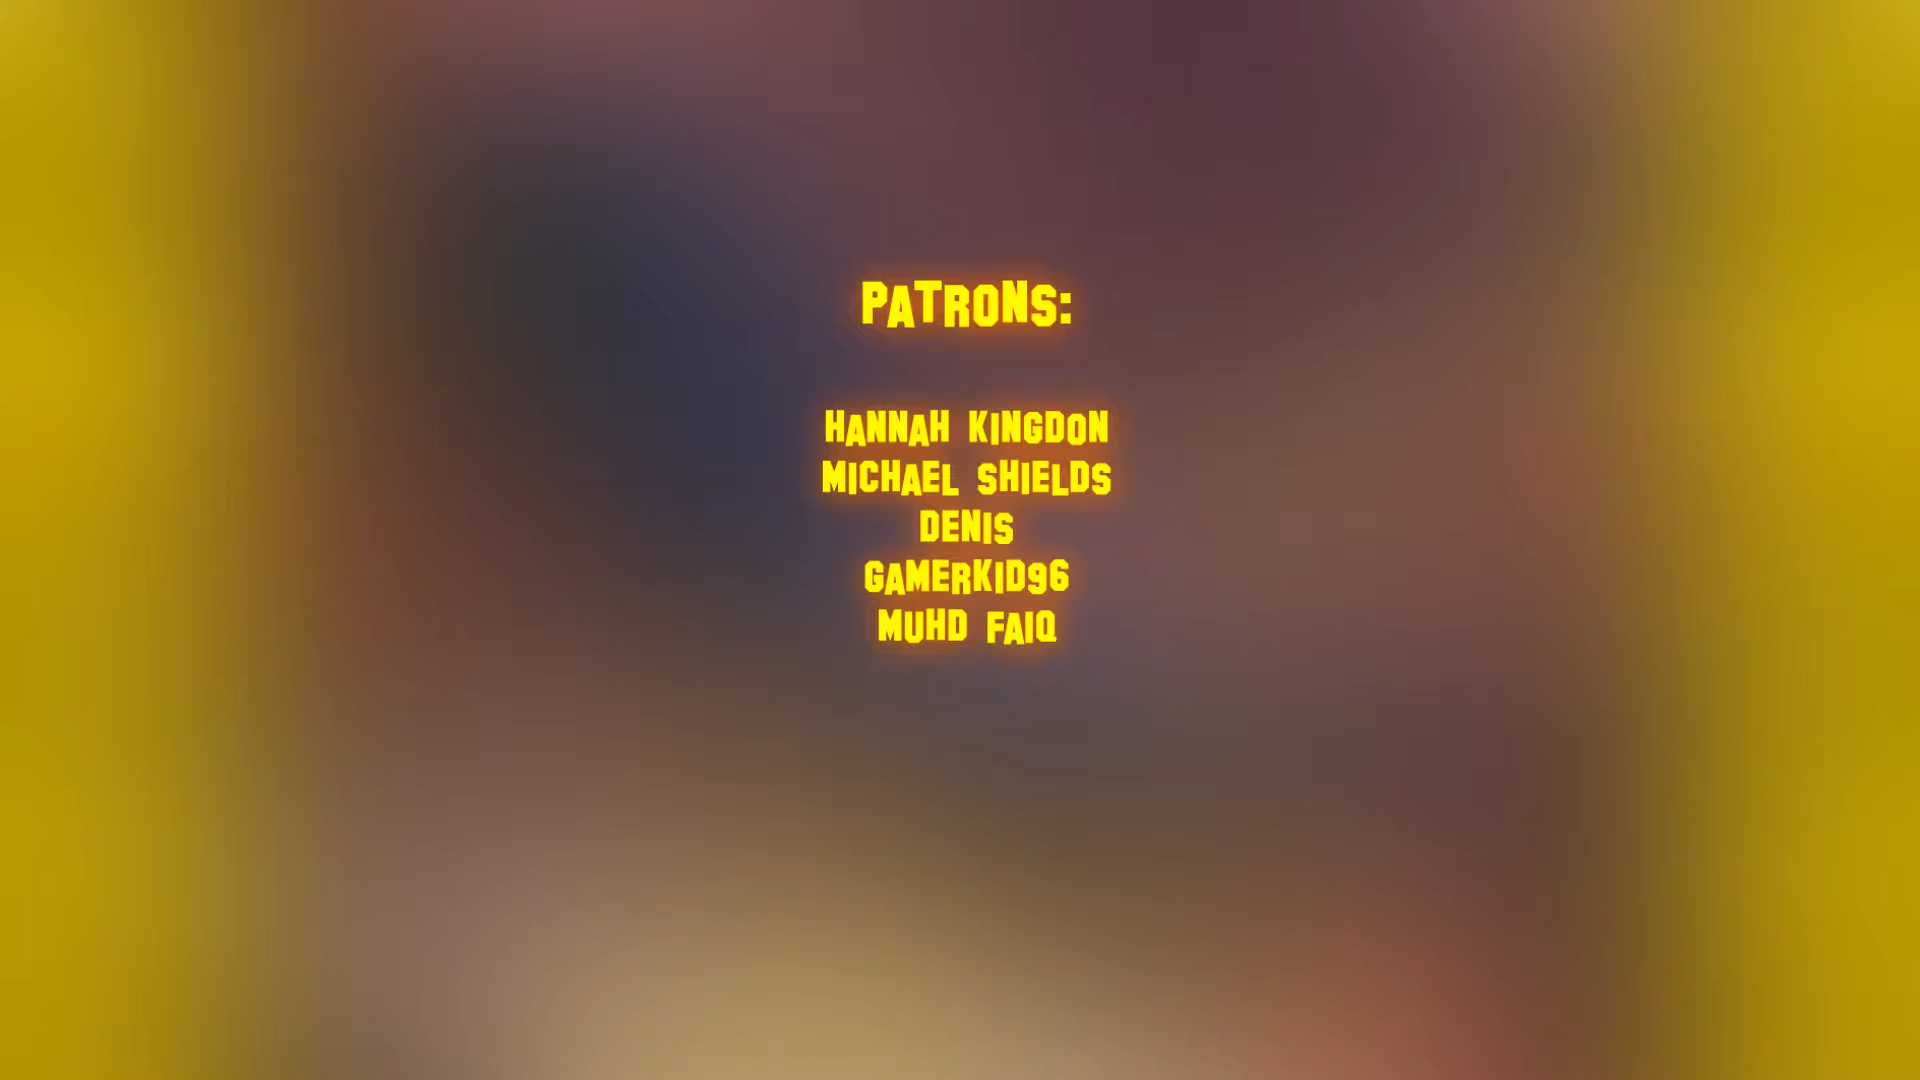 PATRONS:
HANNAH KINGDON
MICHAEL SHIELDS
DENIS
GAMERKID96
MUHD FAIQ